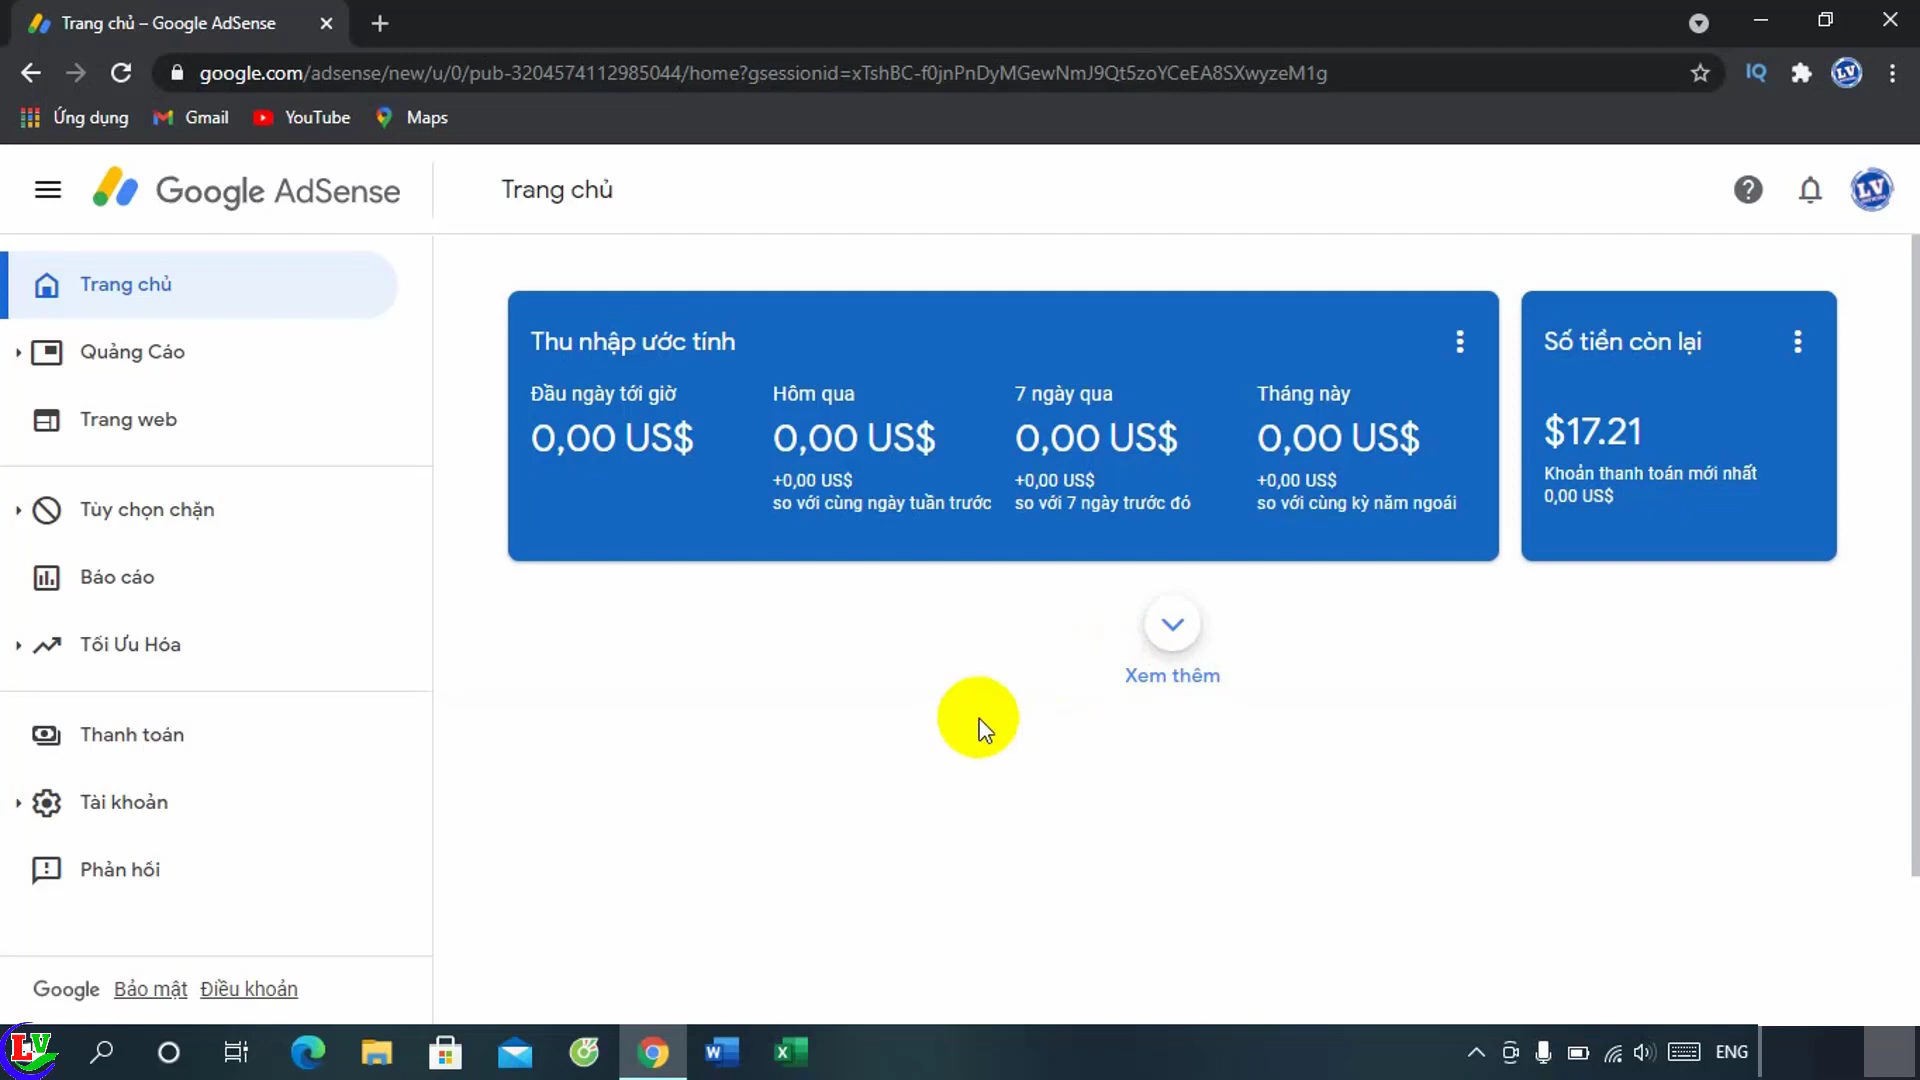 Trang chủ – Google AdSense
google.com/adsense/new/u/0/pub-3204574112985044/home?gsessionid=xTshBC-f0jnPnDyMGewNmJ9Qt5zoYCeEA8SXwyzeM1g
IQ
LV
Ứng dụng
Gmail
YouTube
Maps
Google AdSense
Trang chủ
LV
Trang chủ
Quảng Cáo
Trang web
Tùy chọn chặn
Báo cáo
Tối Ưu Hóa
Thanh toán
Tài khoản
Phản hồi
Google Bảo mật Điều khoản
Thu nhập ước tính
Đầu ngày tới giờ
0,00 US$
Hôm qua
0,00 US$
+0,00 US$
so với cùng ngày tuần trước
7 ngày qua
0,00 US$
+0,00 US$
so với 7 ngày trước đó
Tháng này
0,00 US$
+0,00 US$
so với cùng kỳ năm ngoái
Số tiền còn lại
$17.21
Khoản thanh toán mới nhất
0,00 US$
Xem thêm
LV
ENG